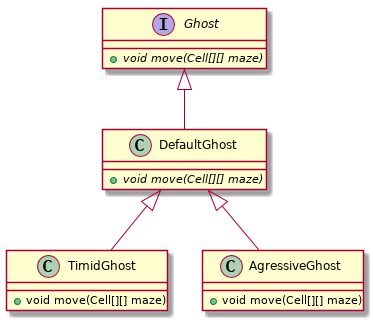 I Ghost
void move(Cell[][] maze)
C DefaultGhost
void move(Cell[][] maze)
C TimidGhost
void move(Cell[][] maze)
C AgressiveGhost
void move(Cell[][] maze)